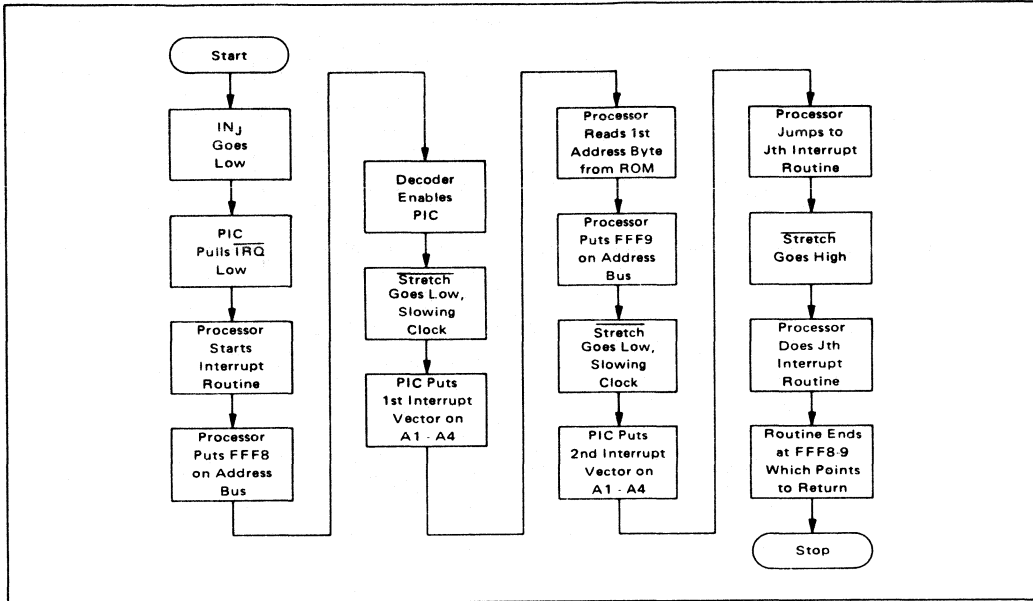 Start
INJ
Goes
Low
PIC
Pulls IRQ
Low
Processor
Starts
Interrupt
Routine
Processor
Puts FFF8
on Address
Bus
Decoder
Enables
PIC
Stretch
Goes Low,
Slowing
Clock
PIC Puts
1st Interrupt
Vector on
A1 - A4
Processor
Reads 1st
Address Byte
from ROM
Processor
Puts FFF9
on Address
Bus
Stretch
Goes Low,
Slowing
Clock
PIC Puts
2nd Interrupt
Vector on
A1 - A4
Processor
Jumps to
Jth Interrupt
Routine
Stretch
Goes High
Processor
Does Jth
Interrupt
Routine
Routine Ends
at FFF8-9
Which Points
to Return
Stop